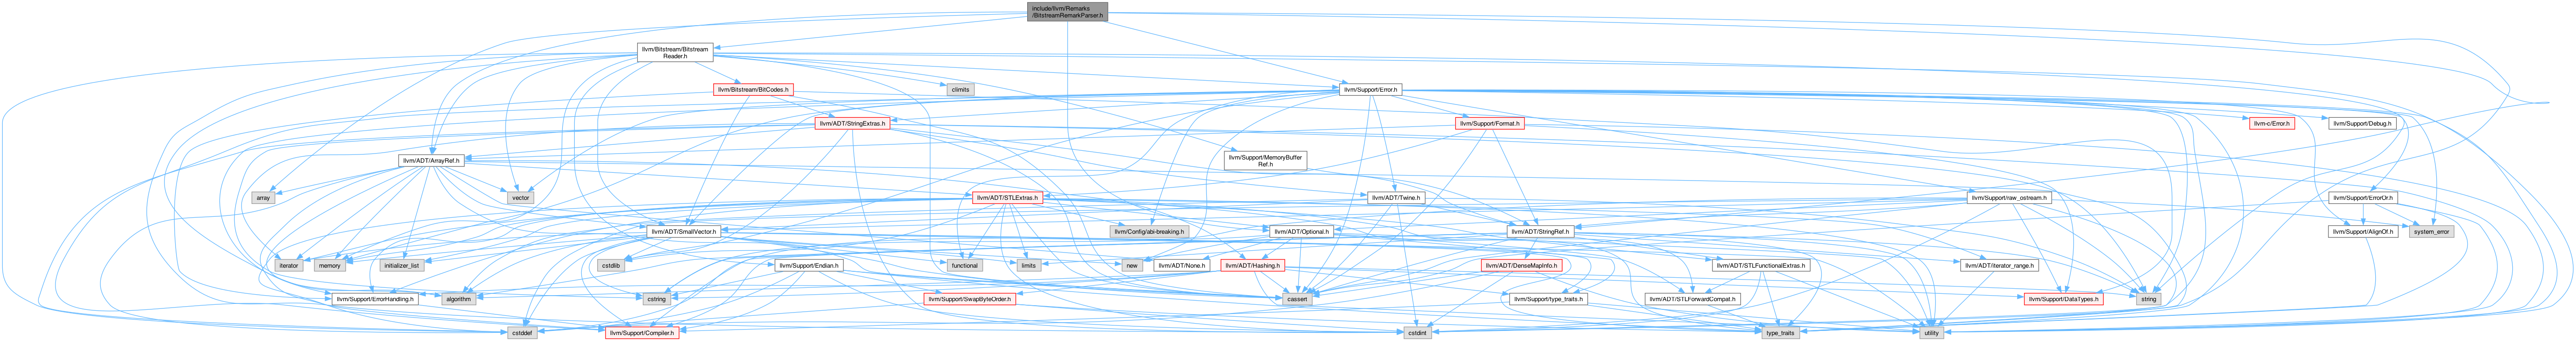 include/llvm/Remarks
/BitstreamRemarkParser.h
llvm/Bitstream/Bitstream
Reader.h
llvm/Bitstream/BitCodes.h
climits
llvm/Support/Error.h
llvm/ADT/StringExtras.h
llvm/Support/Format.h
llvm-c/Error.h
llvm/Support/Debug.h
llvm/ADT/ArrayRef.h
llvm/Support/MemoryBuffer
Ref.h
array
vector
llvm/ADT/STLExtras.h
llvm/ADT/Twine.h
llvm/Support/raw_ostream.h
llvm/Support/ErrorOr.h
llvm/ADT/SmallVector.h
llvm/Config/abi-breaking.h
llvm/ADT/Optional.h
llvm/ADT/StringRef.h
llvm/Support/AlignOf.h
system_error
iterator
memory
initializer_list
cstdlib
llvm/Support/Endian.h
functional
limits
new
llvm/ADT/None.h
llvm/ADT/Hashing.h
llvm/ADT/DenseMapInfo.h
llvm/ADT/STLFunctionalExtras.h
llvm/ADT/iterator_range.h
llvm/Support/ErrorHandling.h
algorithm
cstring
llvm/Support/SwapByteOrder.h
cassert
llvm/Support/type_traits.h
llvm/ADT/STLForwardCompat.h
llvm/Support/DataTypes.h
string
cstddef
llvm/Support/Compiler.h
cstdint
type_traits
utility